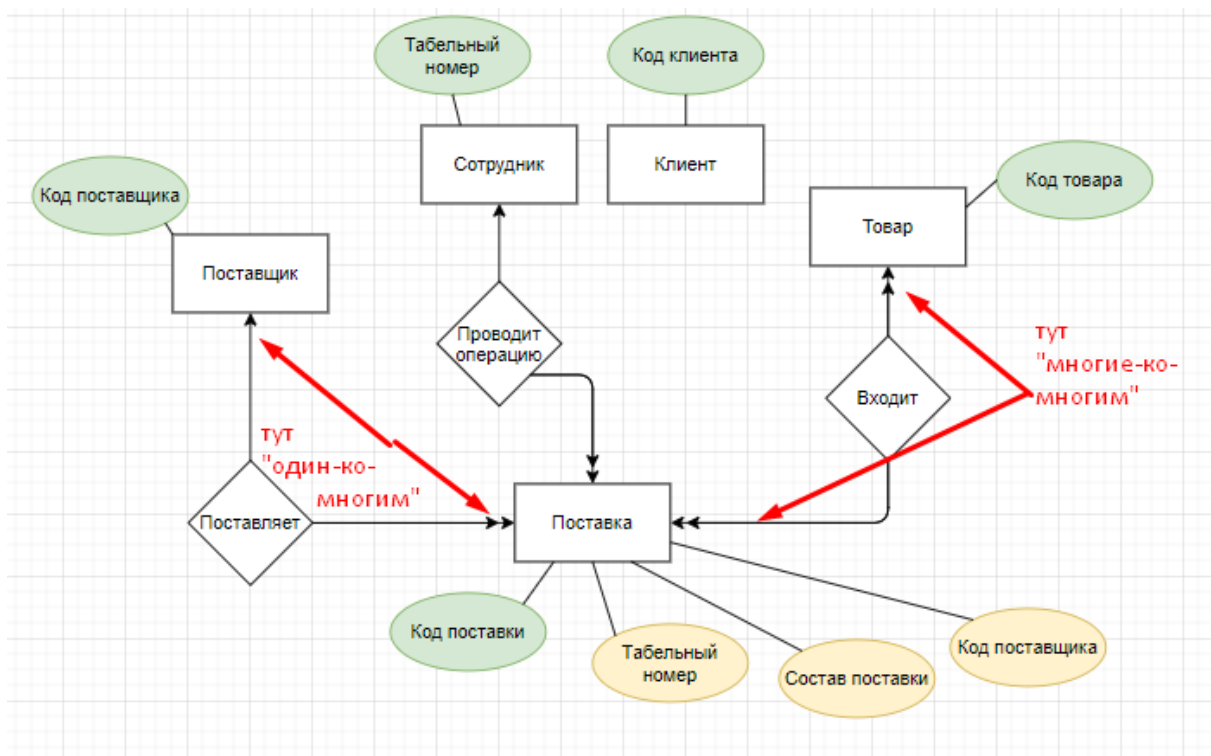 Табельный
номер
Код клиента
Сотрудник
Клиент
Код товара
Код поставщика
Товар
Поставщик
Проводит
операцию
тут
"многие-ко-
многим"
Входит
тут
"один-ко-
многим"
Поставляет
Поставка
Код поставки
Табельный
номер
Состав поставки
Код поставщика